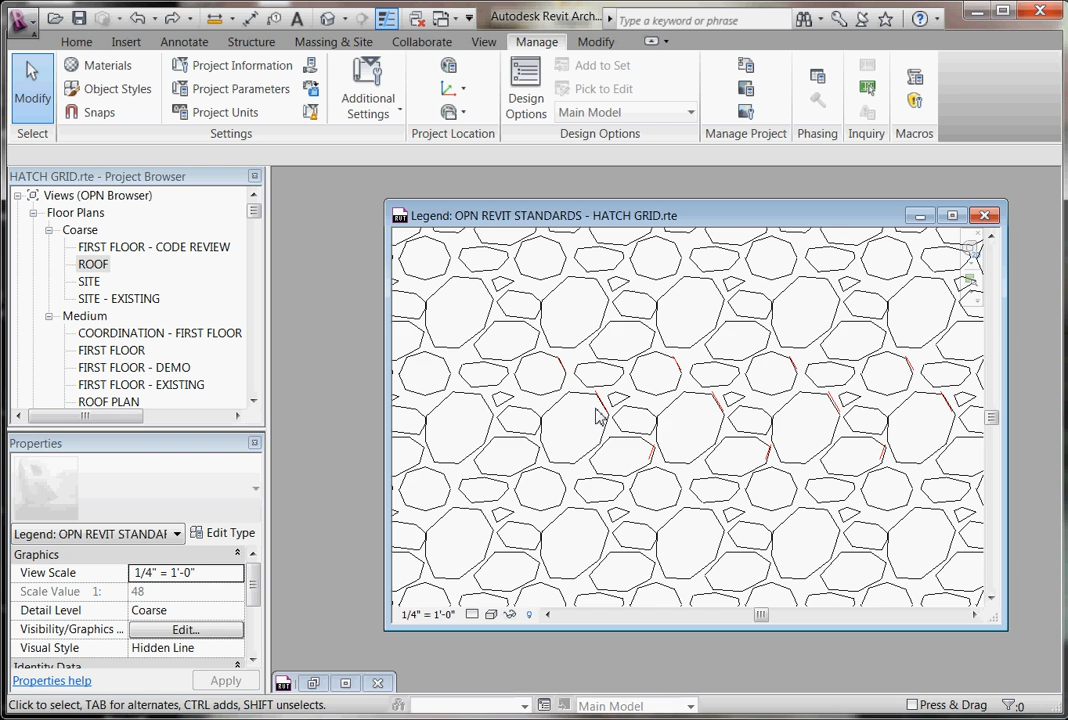 Autodesk Revit Arch...
Type a keyword or phrase
Home Insert Annotate Structure Massing & Site Collaborate View Manage Modify
Modify
Materials
Object Styles
Snaps
Project Information
Project Parameters
Project Units
Additional Settings
Design Options
Add to Set
Pick to Edit
Main Model
Select Settings Project Location Design Options Manage Project Phasing Inquiry Macros
HATCH GRID.rte - Project Browser
Views (OPN Browser)
Floor Plans
Coarse
FIRST FLOOR - CODE REVIEW
ROOF
SITE
SITE - EXISTING
Medium
COORDINATION - FIRST FLOOR
FIRST FLOOR
FIRST FLOOR - DEMO
FIRST FLOOR - EXISTING
ROOF PLAN
Properties
Legend: OPN REVIT STANDAR
Edit Type
Graphics
View Scale 1/4" = 1'-0"
Scale Value 1: 48
Detail Level Coarse
Visibility/Graphics ... Edit...
Visual Style Hidden Line
Identity Data
Properties help
Apply
Legend: OPN REVIT STANDARDS - HATCH GRID.rte
RVT
1/4" = 1'-0"
Click to select, TAB for alternates, CTRL adds, SHIFT unselects.
Main Model
Press & Drag
:0